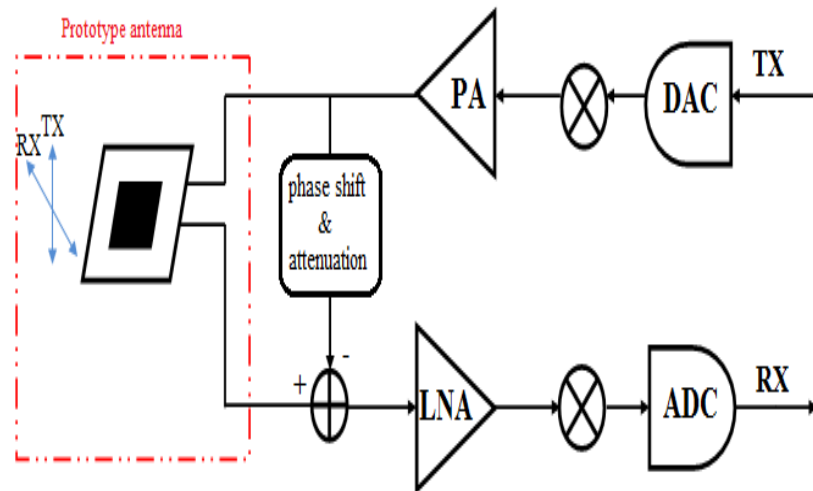 Prototype antenna
TX
RX
PA
DAC
TX
phase shift
&
attenuation
-
+
LNA
ADC
RX